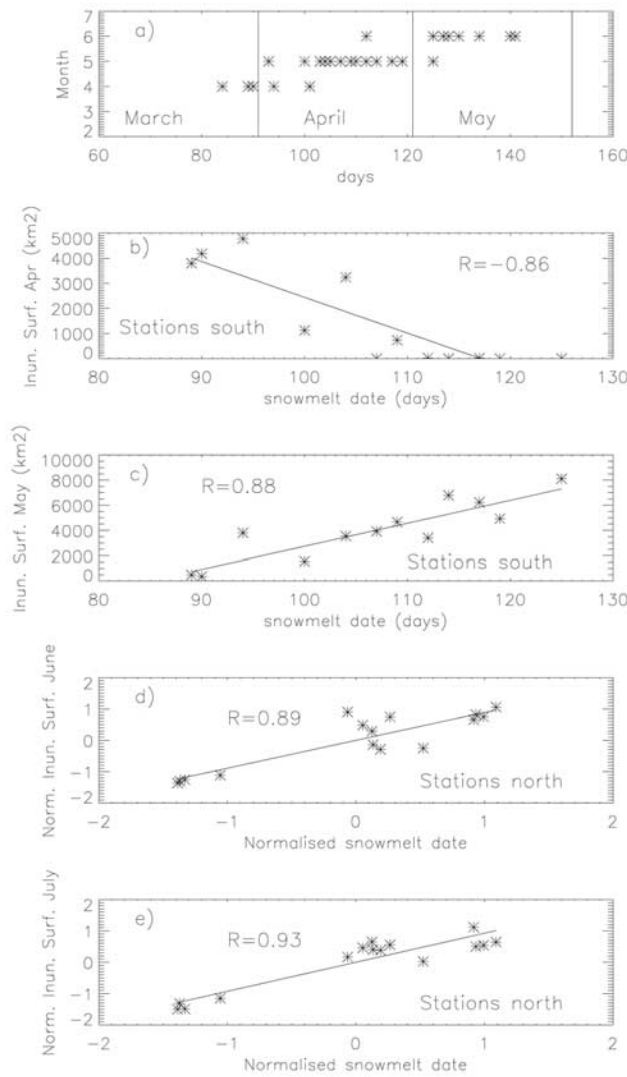 a)
7
6
5
4
3
2
Month
March
April
May
60 80 100 120 140 160
days
b)
R=−0.86
5000
4000
3000
2000
1000
0
Inun. Surf. Apr (km2)
Stations south
80 90 100 110 120 130
snowmelt date (days)
c)
R=0.88
10000
8000
6000
4000
2000
0
Inun. Surf. May (km2)
Stations south
80 90 100 110 120 130
snowmelt date (days)
d)
R=0.89
2
1
0
−1
−2
Norm. Inun. Surf. June
Stations north
−2 −1 0 1 2
Normalised snowmelt date
e)
R=0.93
2
1
0
−1
−2
Norm. Inun. Surf. July
Stations north
−2 −1 0 1 2
Normalised snowmelt date